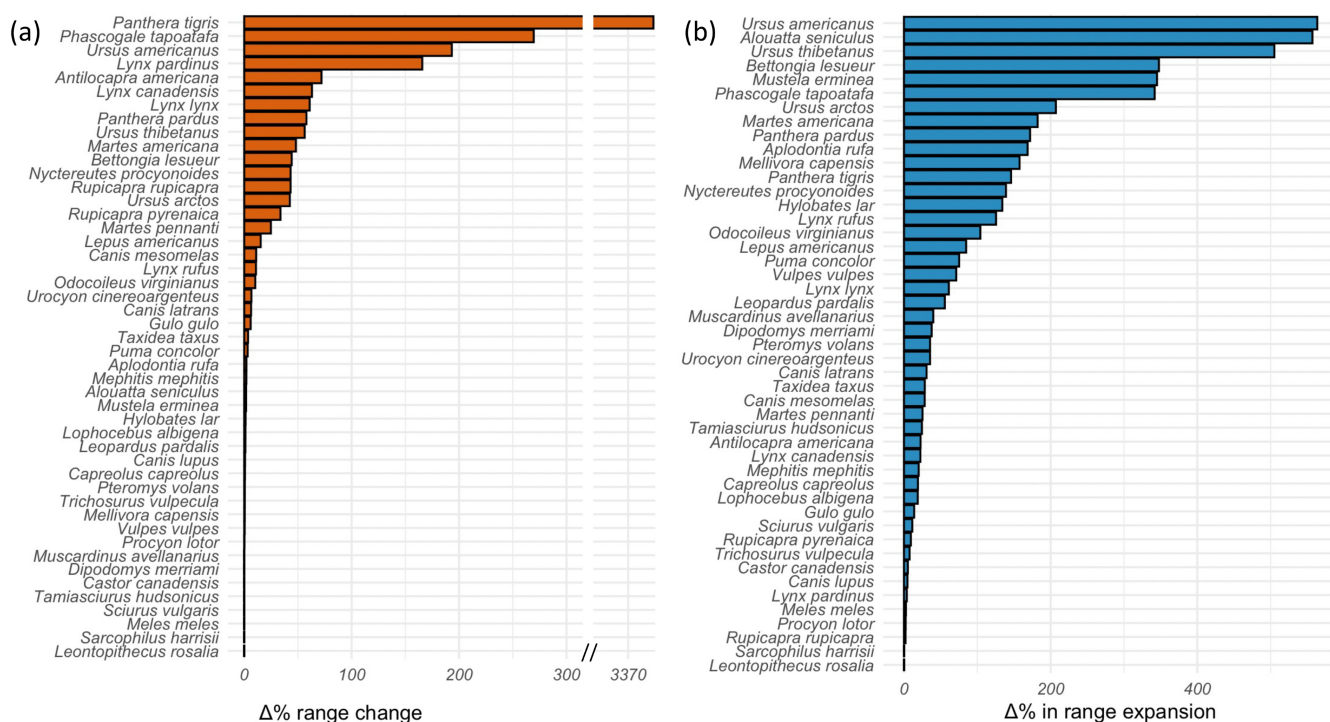 (a)
Panthera tigris
Phascogale tapoatafa
Ursus americanus
Lynx pardinus
Antilocapra americana
Lynx canadensis
Lynx lynx
Panthera pardus
Ursus thibetanus
Martes americana
Bettongia lesueur
Nyctereutes procyonoides
Rupicapra rupicapra
Ursus arctos
Rupicapra pyrenaica
Martes pennanti
Lepus americanus
Canis mesomelas
Lynx rufus
Odocoileus virginianus
Urocyon cinereoargenteus
Canis latrans
Gulo gulo
Taxidea taxus
Puma concolor
Aplodontia rufa
Mephitis mephitis
Alouatta seniculus
Mustela erminea
Hylobates lar
Lophocebus albigena
Leopardus pardalis
Canis lupus
Capreolus capreolus
Pteromys volans
Trichosurus vulpecula
Mellivora capensis
Vulpes vulpes
Procyon lotor
Muscardinus avellanarius
Dipodomys merriami
Castor canadensis
Tamiasciurus hudsonicus
Sciurus vulgaris
Meles meles
Sarcophilus harrisii
Leontopithecus rosalia
0 100 200 300 // 3370
Δ% range change
(b)
Ursus americanus
Alouatta seniculus
Ursus thibetanus
Bettongia lesueur
Mustela erminea
Phascogale tapoatafa
Ursus arctos
Martes americana
Panthera pardus
Aplodontia rufa
Mellivora capensis
Panthera tigris
Nyctereutes procyonoides
Hylobates lar
Lynx rufus
Odocoileus virginianus
Lepus americanus
Puma concolor
Vulpes vulpes
Lynx lynx
Leopardus pardalis
Muscardinus avellanarius
Dipodomys merriami
Pteromys volans
Urocyon cinereoargenteus
Canis latrans
Taxidea taxus
Canis mesomelas
Martes pennanti
Tamiasciurus hudsonicus
Antilocapra americana
Lynx canadensis
Mephitis mephitis
Capreolus capreolus
Lophocebus albigena
Gulo gulo
Sciurus vulgaris
Rupicapra pyrenaica
Trichosurus vulpecula
Castor canadensis
Canis lupus
Lynx pardinus
Meles meles
Procyon lotor
Rupicapra rupicapra
Sarcophilus harrisii
Leontopithecus rosalia
0 200 400
Δ% in range expansion